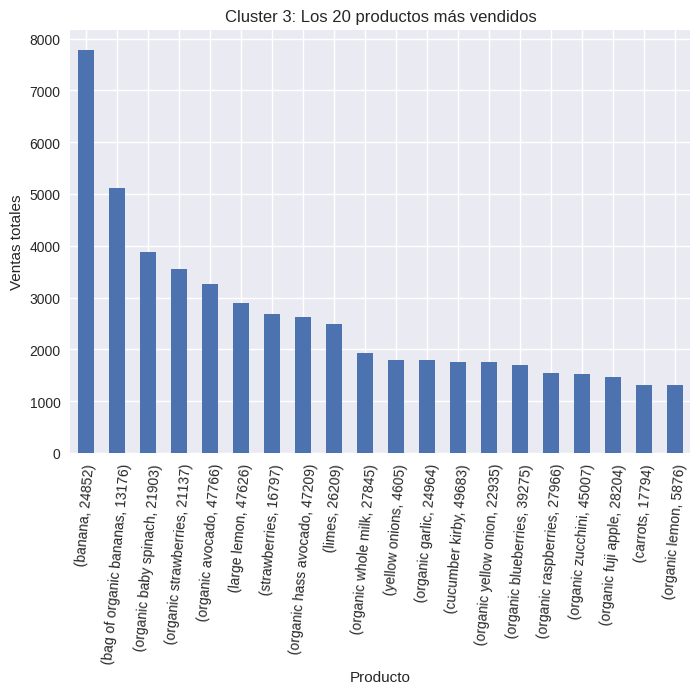 Cluster 3: Los 20 productos más vendidos
Ventas totales
8000
7000
6000
5000
4000
3000
2000
1000
0
(banana, 24852)
(bag of organic bananas, 13176)
(organic baby spinach, 21903)
(organic strawberries, 21137)
(organic avocado, 47766)
(large lemon, 47626)
(strawberries, 16797)
(organic hass avocado, 47209)
(limes, 26209)
(organic whole milk, 27845)
(yellow onions, 4605)
(organic garlic, 24964)
(cucumber kirby, 49683)
(organic yellow onion, 22935)
(organic blueberries, 39275)
(organic raspberries, 27966)
(organic zucchini, 45007)
(organic fuji apple, 28204)
(carrots, 17794)
(organic lemon, 5876)
Producto